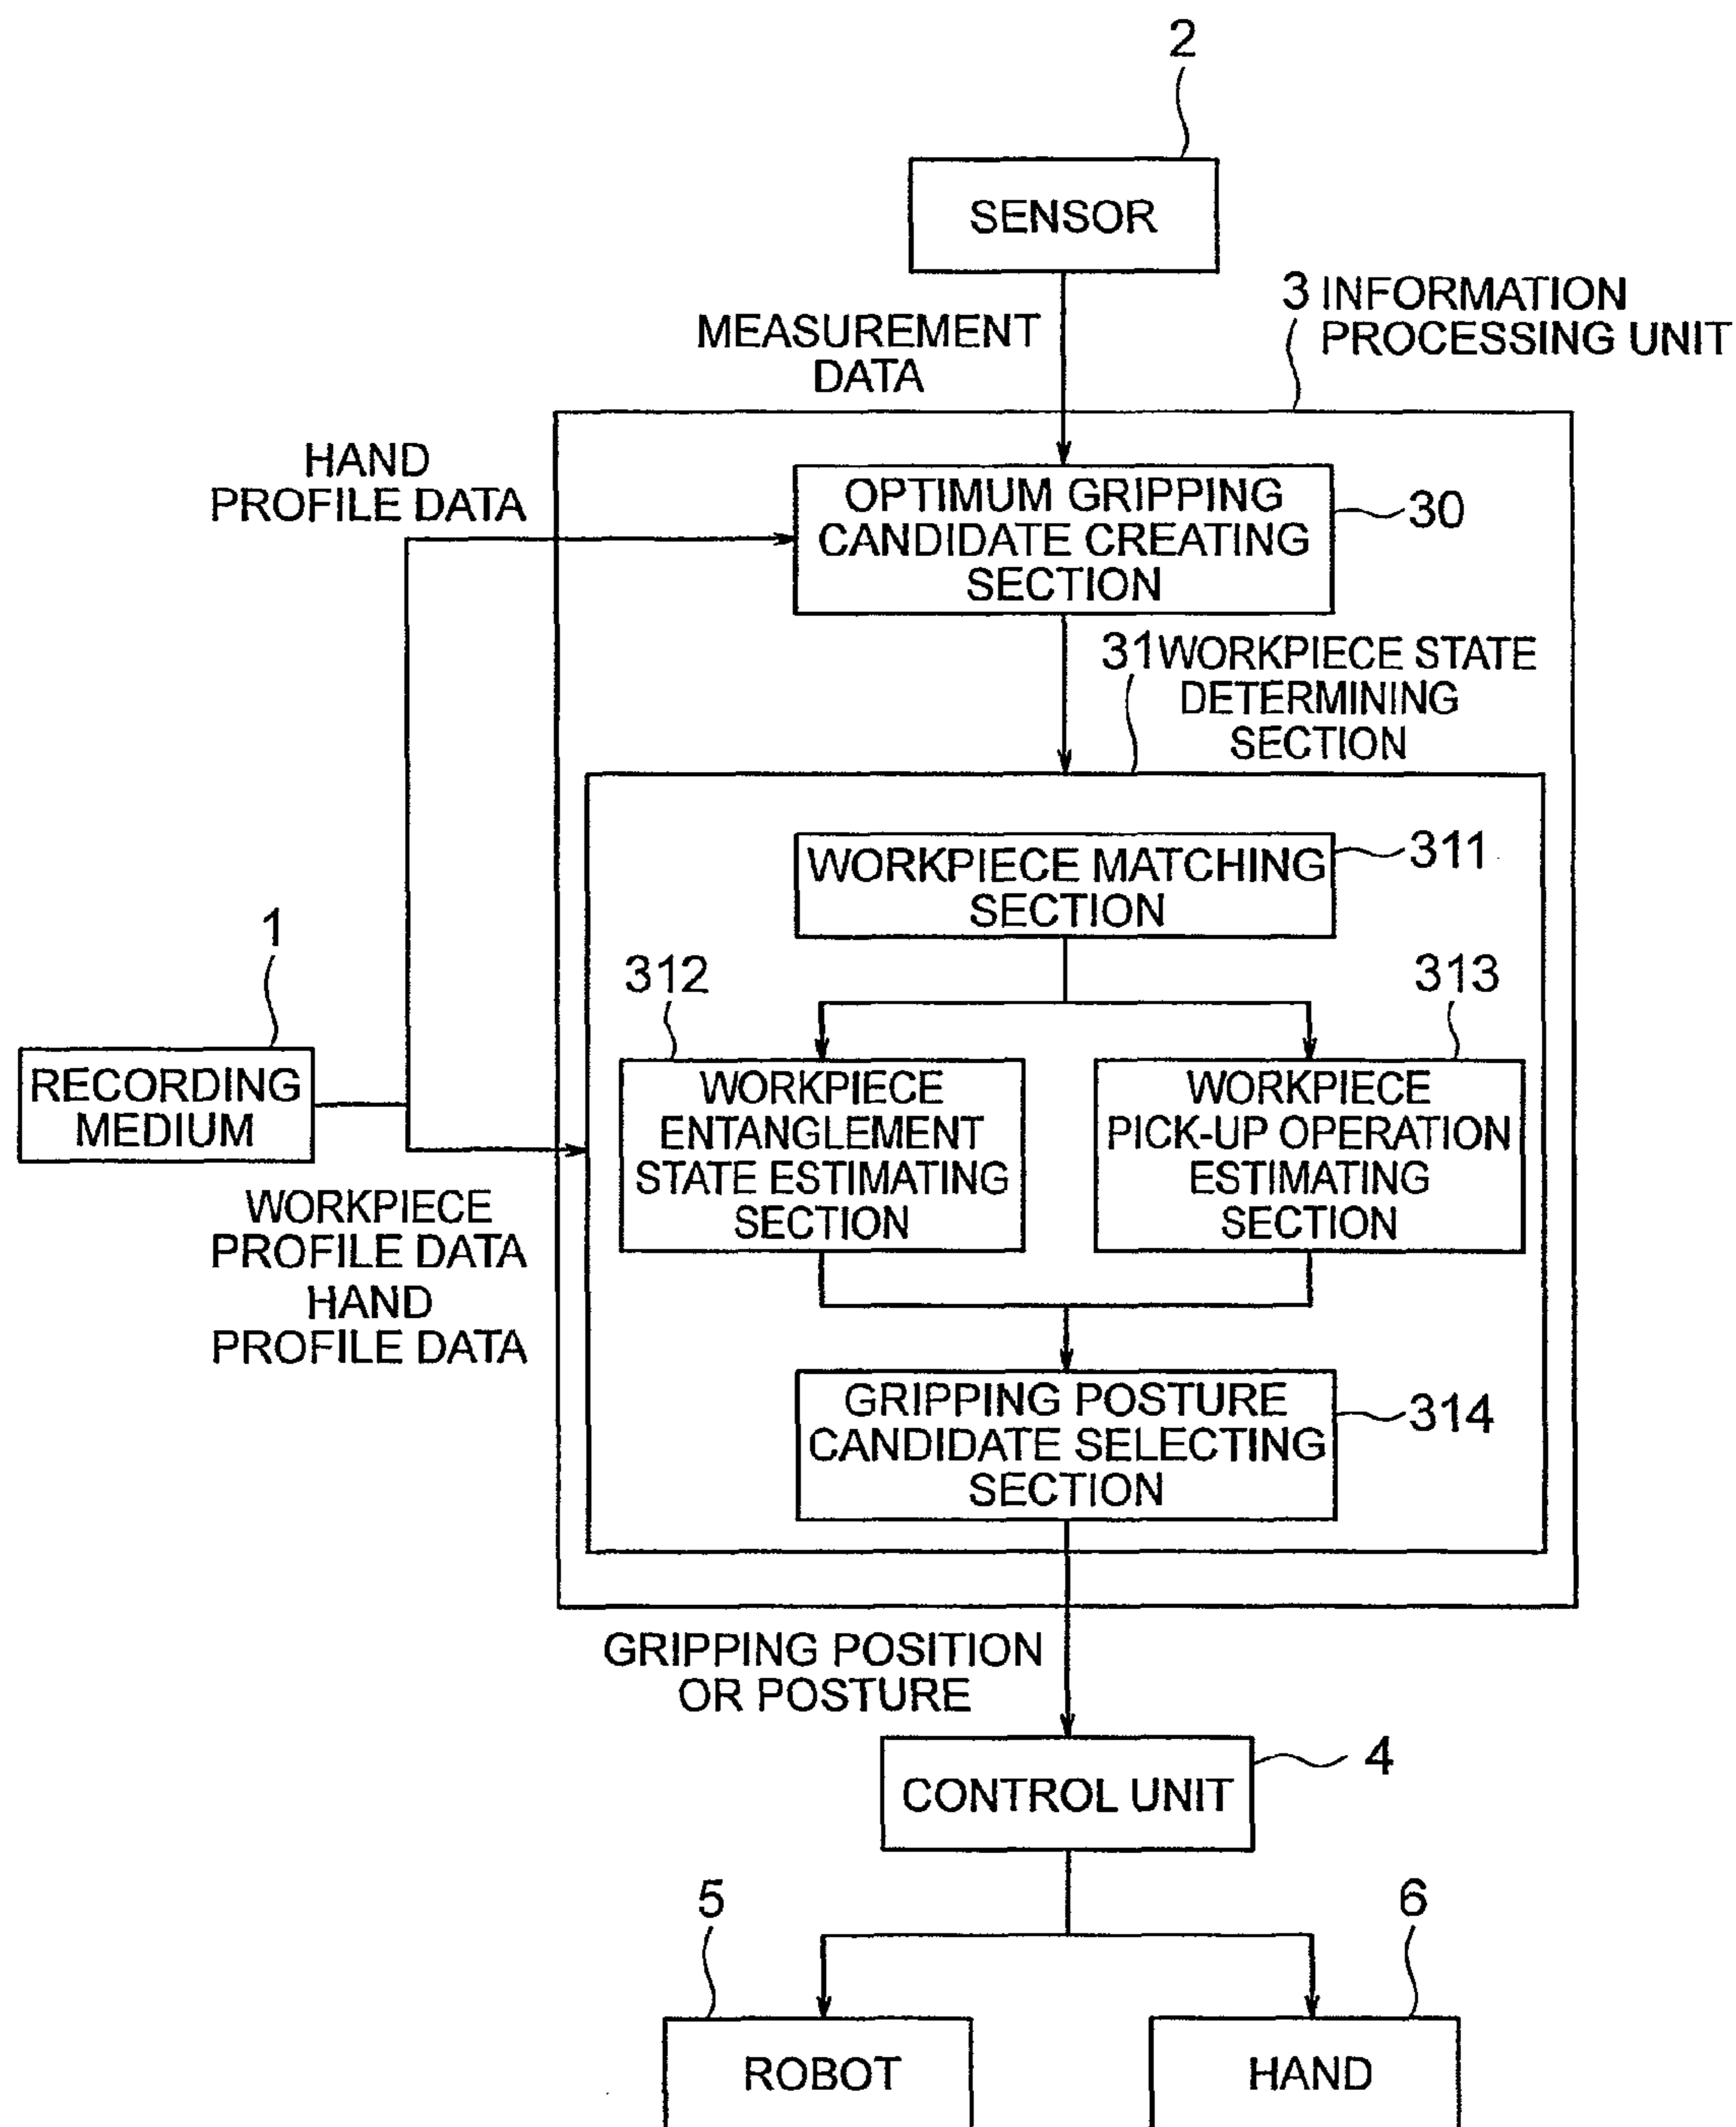 2
SENSOR
3 INFORMATION
PROCESSING UNIT
MEASUREMENT
DATA
HAND
PROFILE DATA
OPTIMUM GRIPPING
CANDIDATE CREATING
SECTION
30
31 WORKPIECE STATE
DETERMINING
SECTION
WORKPIECE MATCHING
SECTION
311
1
RECORDING
MEDIUM
312
313
WORKPIECE
ENTANGLEMENT
STATE ESTIMATING
SECTION
WORKPIECE
PICK-UP OPERATION
ESTIMATING
SECTION
WORKPIECE
PROFILE DATA
HAND
PROFILE DATA
GRIPPING POSTURE
CANDIDATE SELECTING
SECTION
314
GRIPPING POSITION
OR POSTURE
CONTROL UNIT
4
5
6
ROBOT
HAND